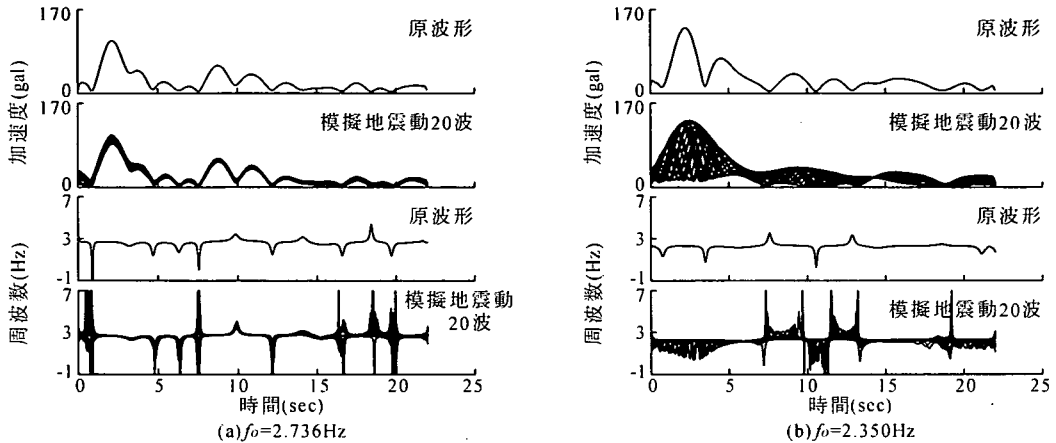 170
0
加速度(gal)
原波形
170
0
模擬地震動20波
7
3
-1
周波数(Hz)
原波形
7
3
-1
模擬地震動
20波
0 5 10 15 20 25
時間(sec)
(a)fo=2.736Hz
170
0
加速度(gal)
原波形
170
0
模擬地震動20波
7
3
-1
周波数(Hz)
原波形
7
3
-1
模擬地震動20波
0 5 10 15 20 25
時間(sec)
(b)fo=2.350Hz